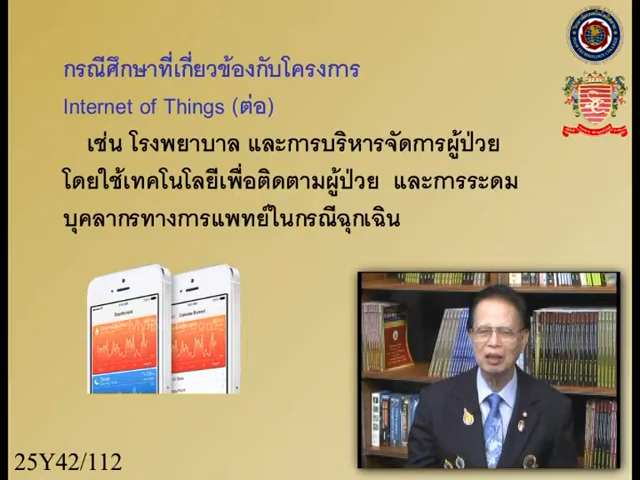 กรณีศึกษาที่เกี่ยวข้องกับโครงการ
Internet of Things (ต่อ)
เช่น โรงพยาบาล และการบริหารจัดการผู้ป่วย
โดยใช้เทคโนโลยีเพื่อติดตามผู้ป่วย และการระดม
บุคลากรทางการแพทย์ในกรณีฉุกเฉิน
25Y42/112